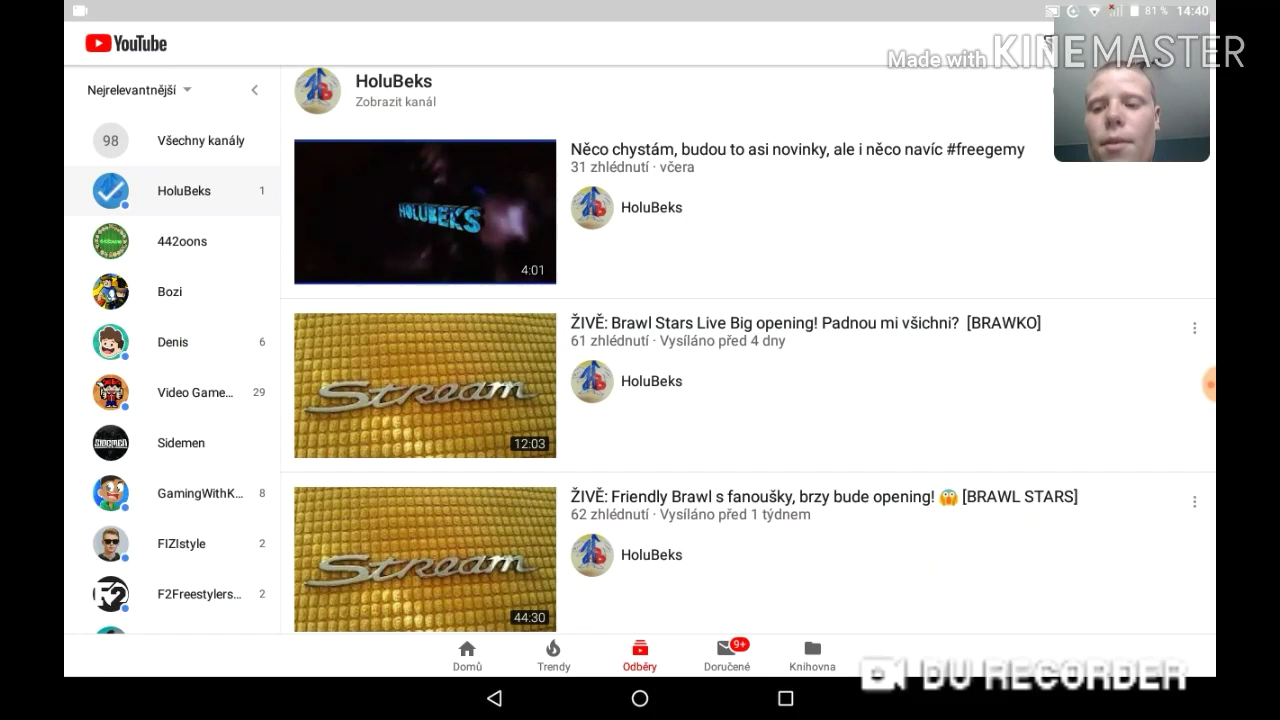 81 % 14:40
YouTube
Made with KINEMASTER
Nejrelevantnější
98 Všechny kanály
HoluBeks 1
442oons
Bozi
Denis 6
Video Game... 29
Sidemen
GamingWithK... 8
FIZIstyle 2
F2Freestylers... 2
HoluBeks
Zobrazit kanál
HOLUBEKS
4:01
Něco chystám, budou to asi novinky, ale i něco navíc #freegemy
31 zhlédnutí · včera
HoluBeks
Stream
12:03
ŽIVĚ: Brawl Stars Live Big opening! Padnou mi všichni? [BRAWKO]
61 zhlédnutí · Vysíláno před 4 dny
HoluBeks
Stream
44:30
ŽIVĚ: Friendly Brawl s fanoušky, brzy bude opening! 😱 [BRAWL STARS]
62 zhlédnutí · Vysíláno před 1 týdnem
HoluBeks
Domů
Trendy
Odběry
9+
Doručené
Knihovna
DU RECORDER